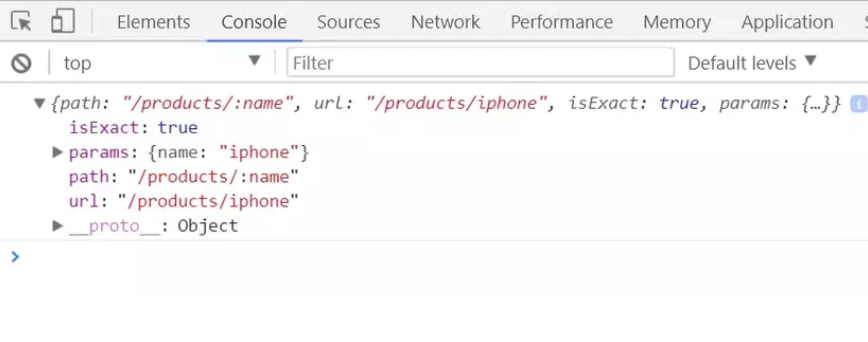 Elements Console Sources Network Performance Memory Application
top Filter Default levels ▼
▼{path: "/products/:name", url: "/products/iphone", isExact: true, params: {…}} i
isExact: true
▶params: {name: "iphone"}
path: "/products/:name"
url: "/products/iphone"
▶__proto__: Object
>